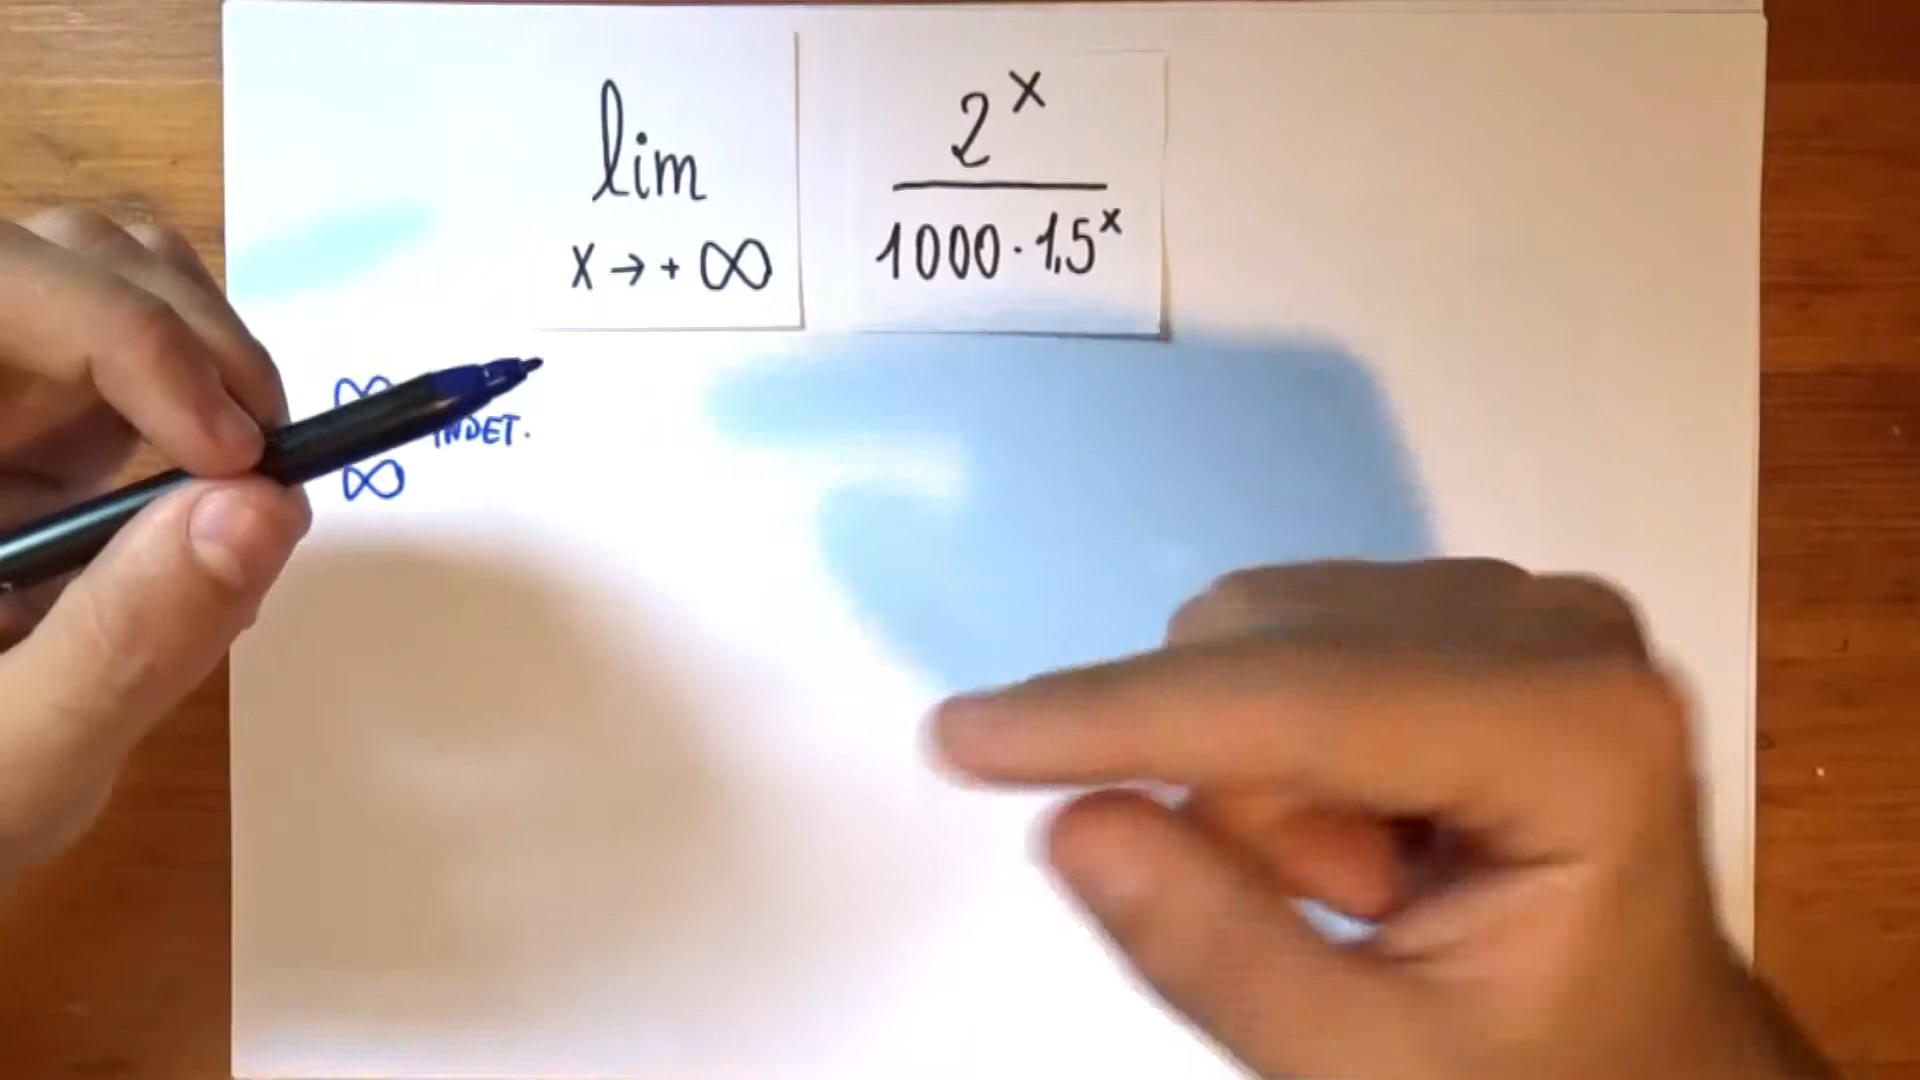 lim
x → + ∞
2^x
1000 · 1,5^x
∞
INDET.
∞